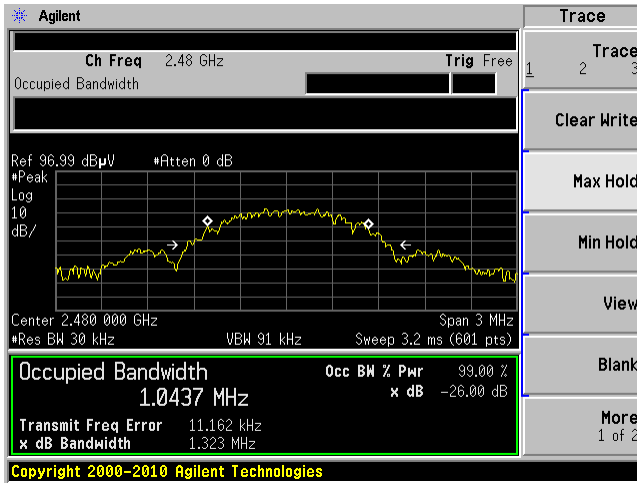 Agilent
Trace
Ch Freq 2.48 GHz Trig Free
Occupied Bandwidth
Trace
1 2 3
Clear Write
Max Hold
Min Hold
View
Blank
More
1 of 2
Ref 96.99 dBµV #Atten 0 dB
#Peak
Log
10
dB/
Center 2.480 000 GHz Span 3 MHz
#Res BW 30 kHz VBW 91 kHz Sweep 3.2 ms (601 pts)
Occupied Bandwidth Occ BW % Pwr 99.00 %
1.0437 MHz x dB -26.00 dB
Transmit Freq Error 11.162 kHz
x dB Bandwidth 1.323 MHz
Copyright 2000-2010 Agilent Technologies